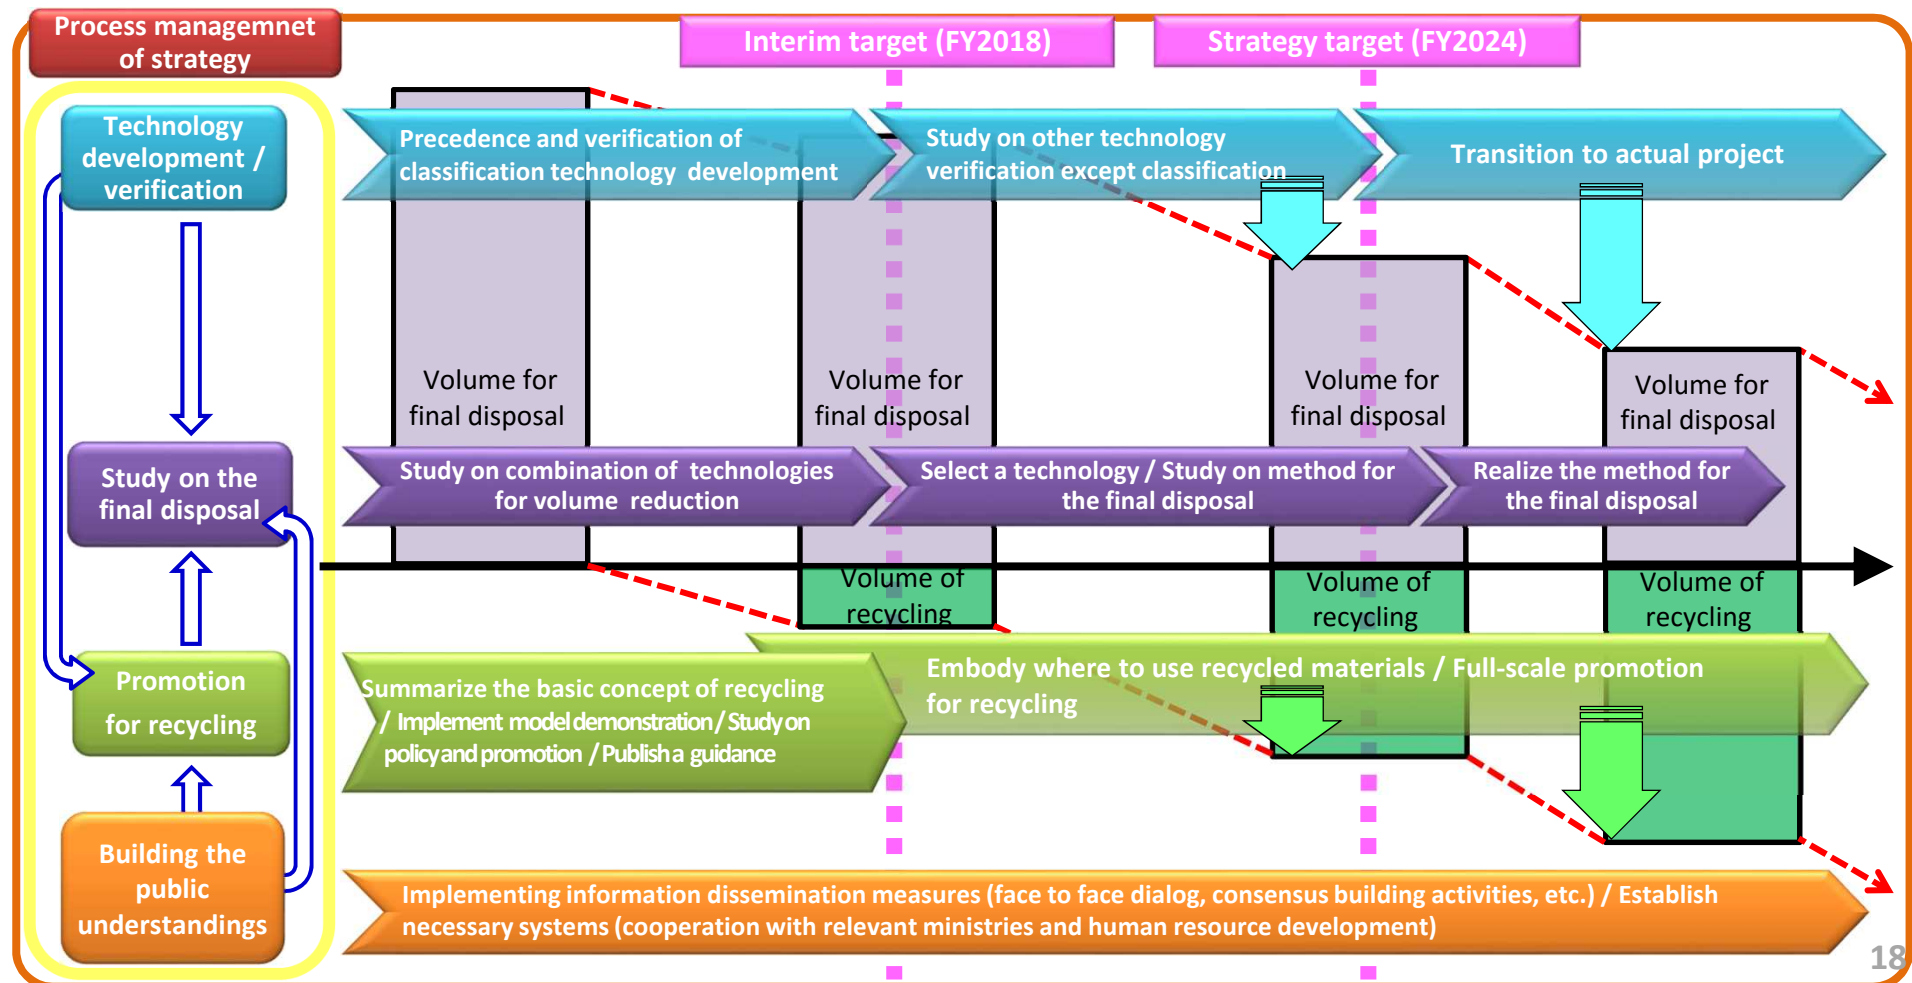 Process managemnet
of strategy
Interim target (FY2018)
Strategy target (FY2024)
Technology
development /
verification
Precedence and verification of
classification technology development
Study on other technology
verification except classification
Transition to actual project
Volume for
final disposal
Volume for
final disposal
Volume for
final disposal
Volume for
final disposal
Study on the
final disposal
Study on combination of technologies
for volume reduction
Select a technology / Study on method for
the final disposal
Realize the method for
the final disposal
Volume of
recycling
Volume of
recycling
Volume of
recycling
Promotion
for recycling
Summarize the basic concept of recycling
/ Implement model demonstration / Study on
policy and promotion / Publish a guidance
Embody where to use recycled materials / Full-scale promotion
for recycling
Building the
public
understandings
Implementing information dissemination measures (face to face dialog, consensus building activities, etc.) / Establish
necessary systems (cooperation with relevant ministries and human resource development)
18